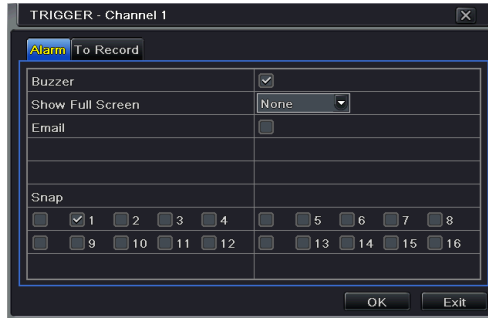 TRIGGER - Channel 1
Alarm To Record
Buzzer
Show Full Screen None
Email
Snap
1 2 3 4 5 6 7 8
9 10 11 12 13 14 15 16
OK Exit